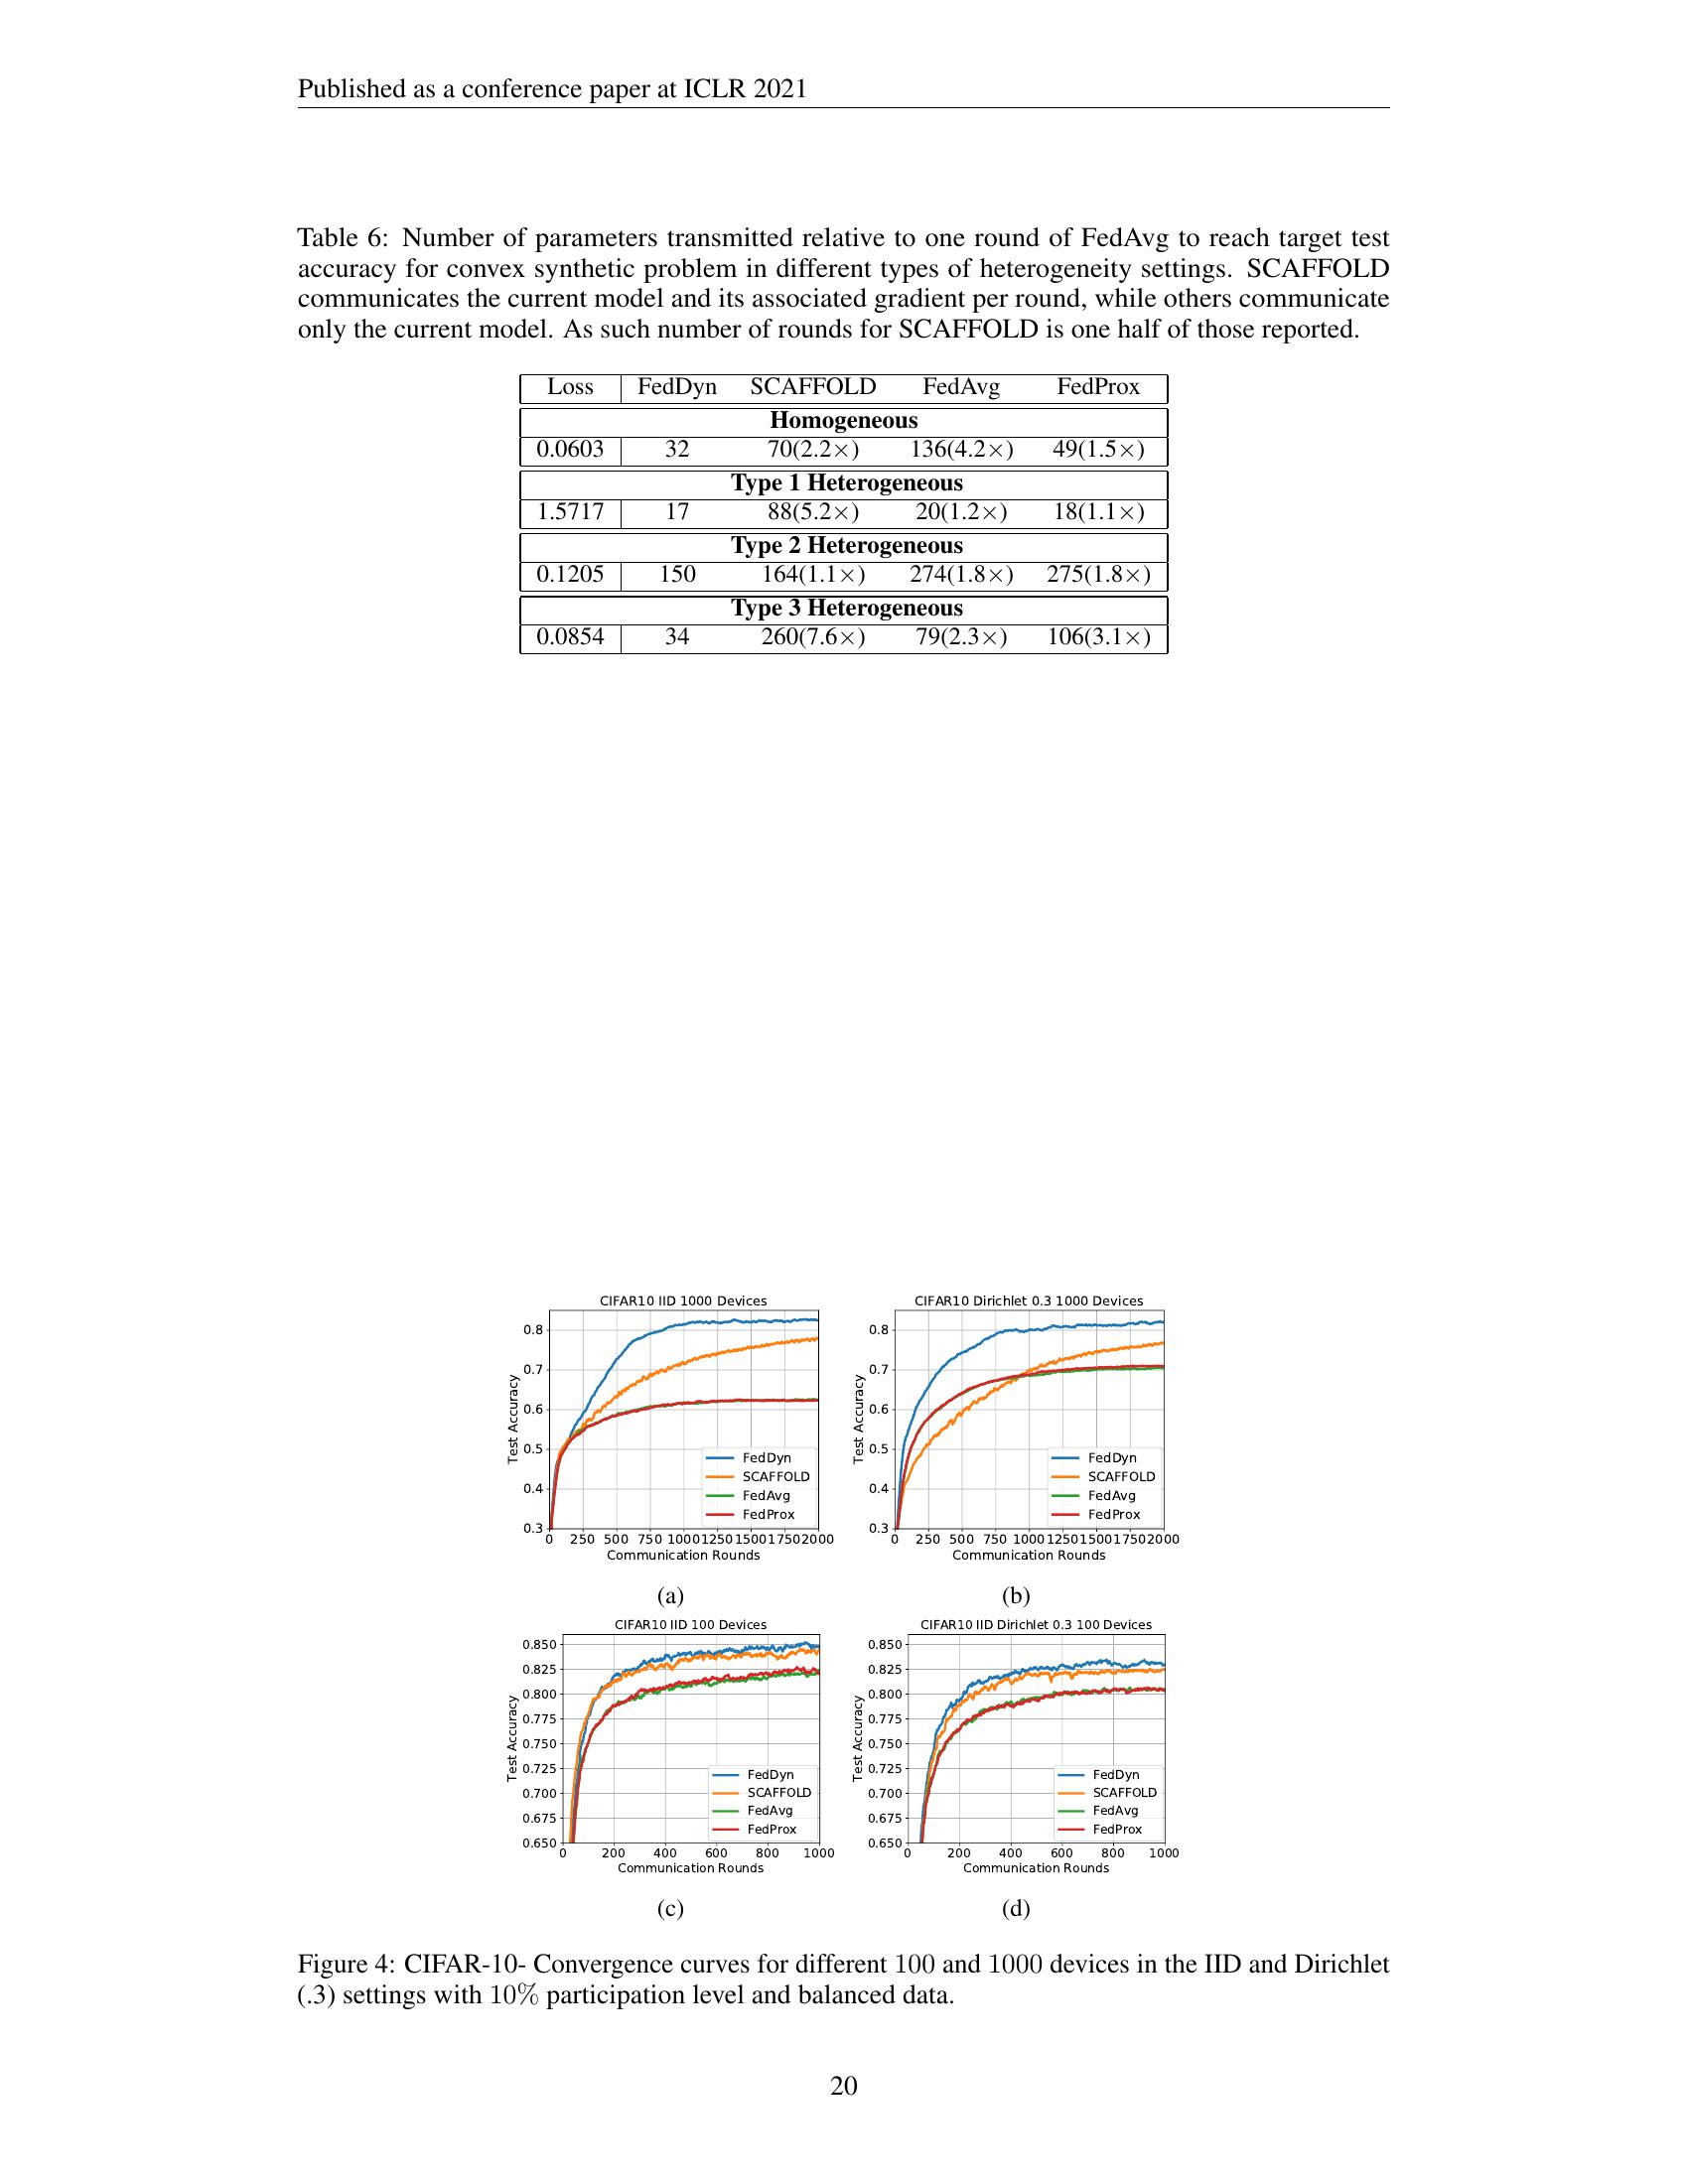 Published as a conference paper at ICLR 2021
Table 6: Number of parameters transmitted relative to one round of FedAvg to reach target test
accuracy for convex synthetic problem in different types of heterogeneity settings. SCAFFOLD
communicates the current model and its associated gradient per round, while others communicate
only the current model. As such number of rounds for SCAFFOLD is one half of those reported.
Loss FedDyn SCAFFOLD FedAvg FedProx
Homogeneous
0.0603 32 70(2.2×) 136(4.2×) 49(1.5×)
Type 1 Heterogeneous
1.5717 17 88(5.2×) 20(1.2×) 18(1.1×)
Type 2 Heterogeneous
0.1205 150 164(1.1×) 274(1.8×) 275(1.8×)
Type 3 Heterogeneous
0.0854 34 260(7.6×) 79(2.3×) 106(3.1×)
CIFAR10 IID 1000 Devices
Test Accuracy
0.8
0.7
0.6
0.5
0.4
0.3
FedDyn
SCAFFOLD
FedAvg
FedProx
0 250 500 750 1000 1250 1500 1750 2000
Communication Rounds
(a)
CIFAR10 Dirichlet 0.3 1000 Devices
Test Accuracy
0.8
0.7
0.6
0.5
0.4
0.3
FedDyn
SCAFFOLD
FedAvg
FedProx
0 250 500 750 1000 1250 1500 1750 2000
Communication Rounds
(b)
CIFAR10 IID 100 Devices
Test Accuracy
0.850
0.825
0.800
0.775
0.750
0.725
0.700
0.675
0.650
FedDyn
SCAFFOLD
FedAvg
FedProx
0 200 400 600 800 1000
Communication Rounds
(c)
CIFAR10 IID Dirichlet 0.3 100 Devices
Test Accuracy
0.850
0.825
0.800
0.775
0.750
0.725
0.700
0.675
0.650
FedDyn
SCAFFOLD
FedAvg
FedProx
0 200 400 600 800 1000
Communication Rounds
(d)
Figure 4: CIFAR-10- Convergence curves for different 100 and 1000 devices in the IID and Dirichlet
(.3) settings with 10% participation level and balanced data.
20